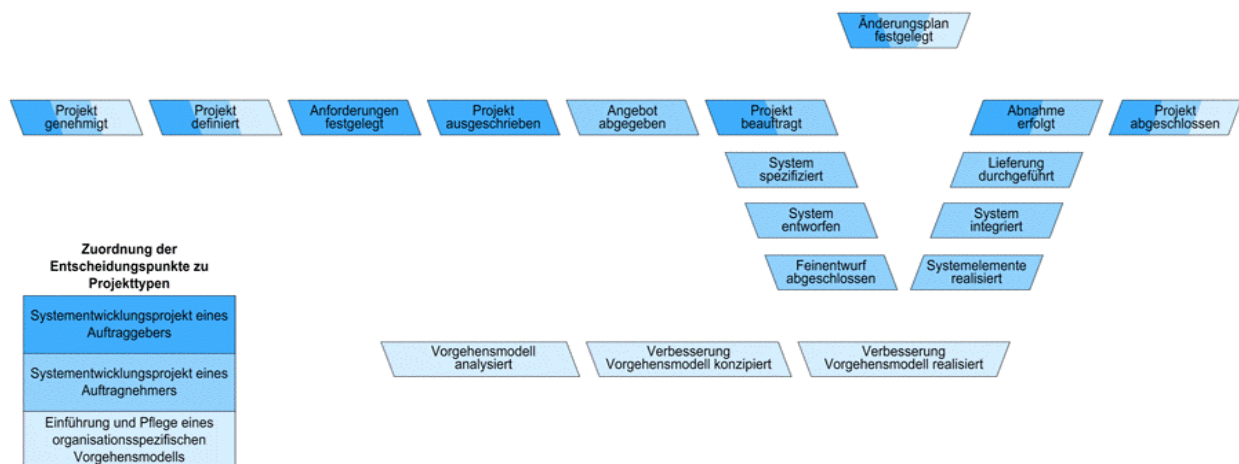 Änderungsplan
festgelegt
Projekt
genehmigt
Projekt
definiert
Anforderungen
festgelegt
Projekt
ausgeschrieben
Angebot
abgegeben
Projekt
beauftragt
Abnahme
erfolgt
Projekt
abgeschlossen
System
spezifiziert
Lieferung
durchgeführt
System
entworfen
System
integriert
Feinentwurf
abgeschlossen
Systemelemente
realisiert
Zuordnung der
Entscheidungspunkte zu
Projekttypen
Systementwicklungsprojekt eines
Auftraggebers
Systementwicklungsprojekt eines
Auftragnehmers
Einführung und Pflege eines
organisationsspezifischen
Vorgehensmodells
Vorgehensmodell
analysiert
Verbesserung
Vorgehensmodell konzipiert
Verbesserung
Vorgehensmodell realisiert